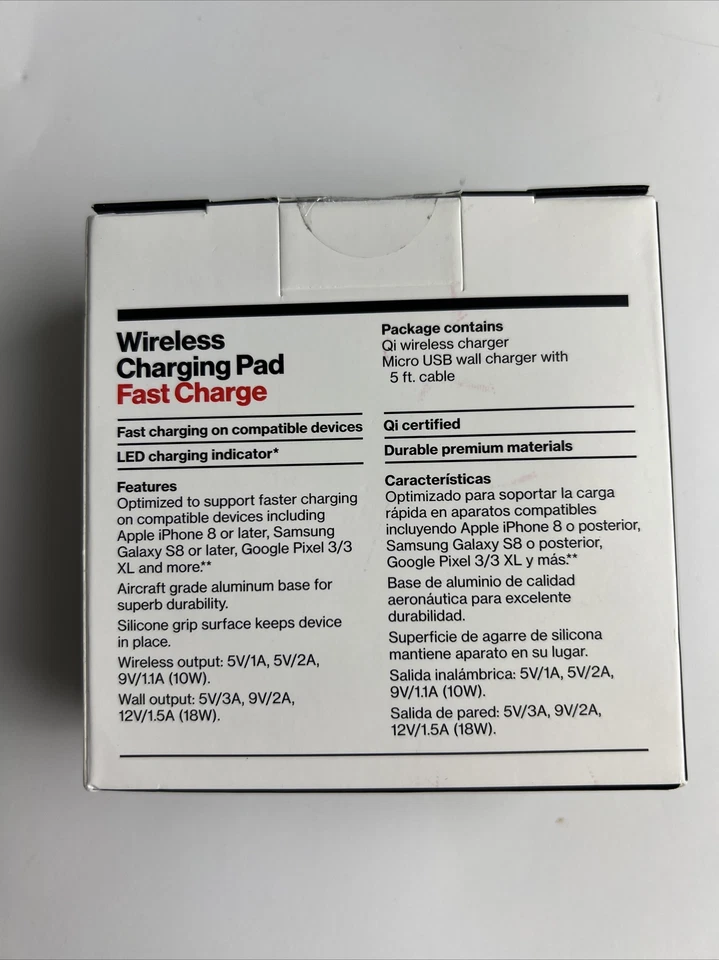 Wireless
Charging Pad
Fast Charge
Package contains
Qi wireless charger
Micro USB wall charger with
5 ft. cable
Fast charging on compatible devices
LED charging indicator*
Qi certified
Durable premium materials
Features
Optimized to support faster charging
on compatible devices including
Apple iPhone 8 or later, Samsung
Galaxy S8 or later, Google Pixel 3/3
XL and more.**
Aircraft grade aluminum base for
superb durability.
Silicone grip surface keeps device
in place.
Wireless output: 5V/1A, 5V/2A,
9V/1.1A (10W).
Wall output: 5V/3A, 9V/2A,
12V/1.5A (18W).
Características
Optimizado para soportar la carga
rápida en aparatos compatibles
incluyendo Apple iPhone 8 o posterior,
Samsung Galaxy S8 o posterior,
Google Pixel 3/3 XL y más.**
Base de aluminio de calidad
aeronáutica para excelente
durabilidad.
Superficie de agarre de silicona
mantiene aparato en su lugar.
Salida inalámbrica: 5V/1A, 5V/2A,
9V/1.1A (10W).
Salida de pared: 5V/3A, 9V/2A,
12V/1.5A (18W).